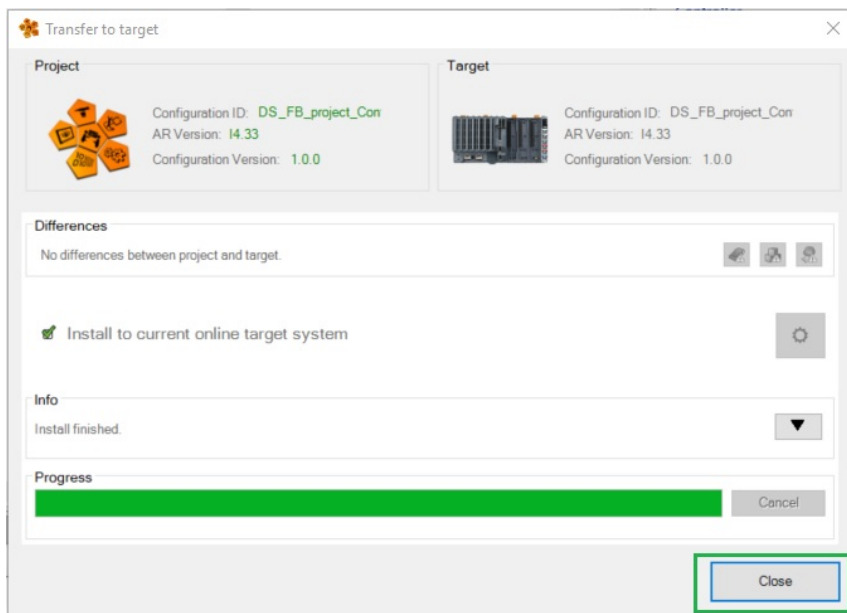 Transfer to target
Project
Configuration ID: DS_FB_project_Con
AR Version: I4.33
Configuration Version: 1.0.0
Target
Configuration ID: DS_FB_project_Con
AR Version: I4.33
Configuration Version: 1.0.0
Differences
No differences between project and target.
Install to current online target system
Info
Install finished.
Progress
Cancel
Close